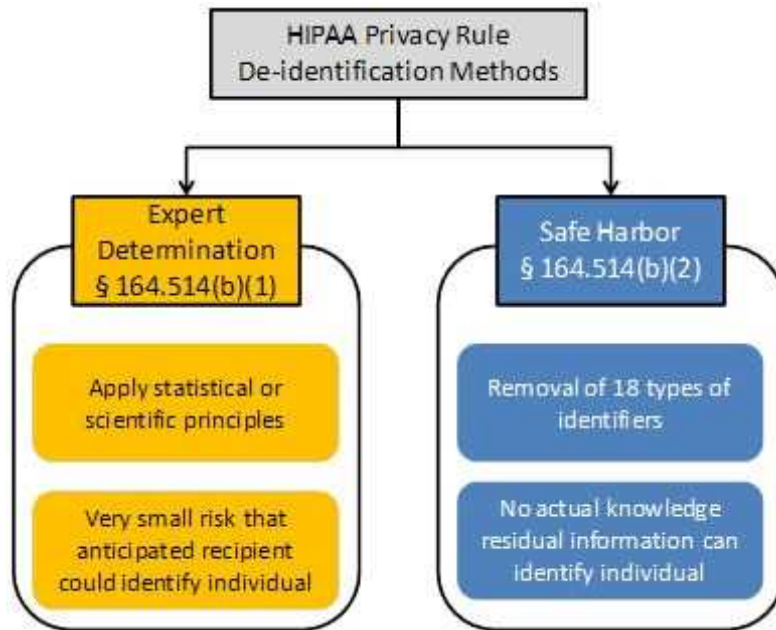 HIPAA Privacy Rule
De-identification Methods
Expert
Determination
§ 164.514(b)(1)
Apply statistical or
scientific principles
Very small risk that
anticipated recipient
could identify individual
Safe Harbor
§ 164.514(b)(2)
Removal of 18 types of
identifiers
No actual knowledge
residual information can
identify individual